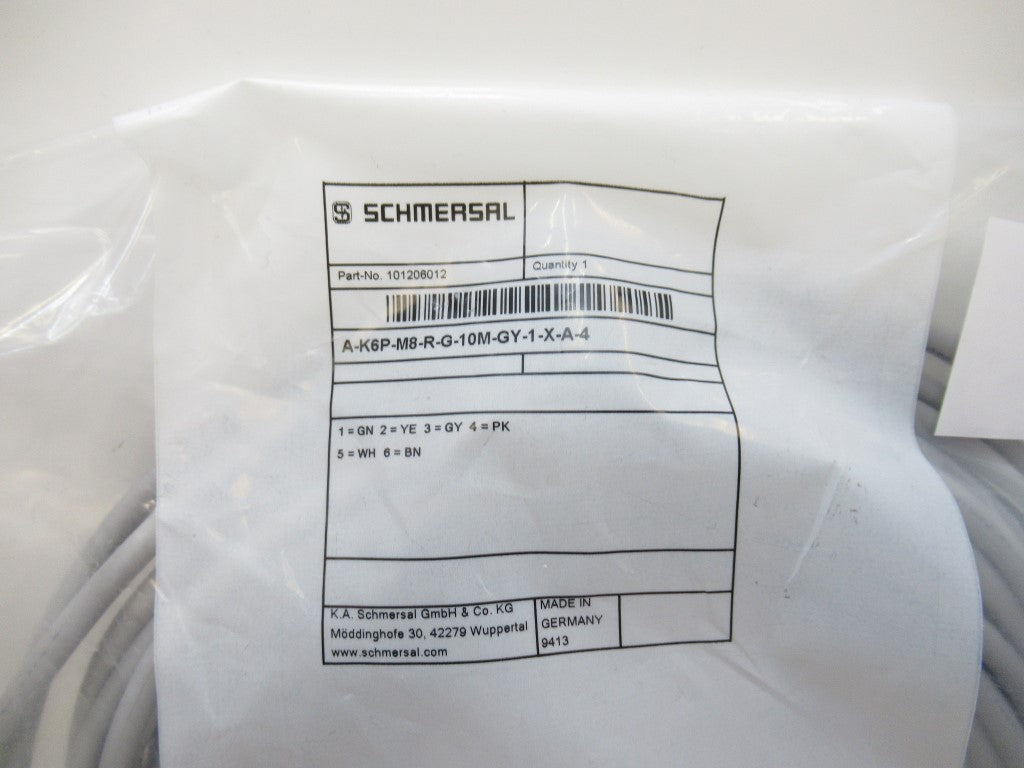 SCHMERSAL
Part-No. 101206012
Quantity 1
A-K6P-M8-R-G-10M-GY-1-X-A-4
1 = GN 2 = YE 3 = GY 4 = PK
5 = WH 6 = BN
K.A. Schmersal GmbH & Co. KG
Möddinghofe 30, 42279 Wuppertal
www.schmersal.com
MADE IN
GERMANY
9413